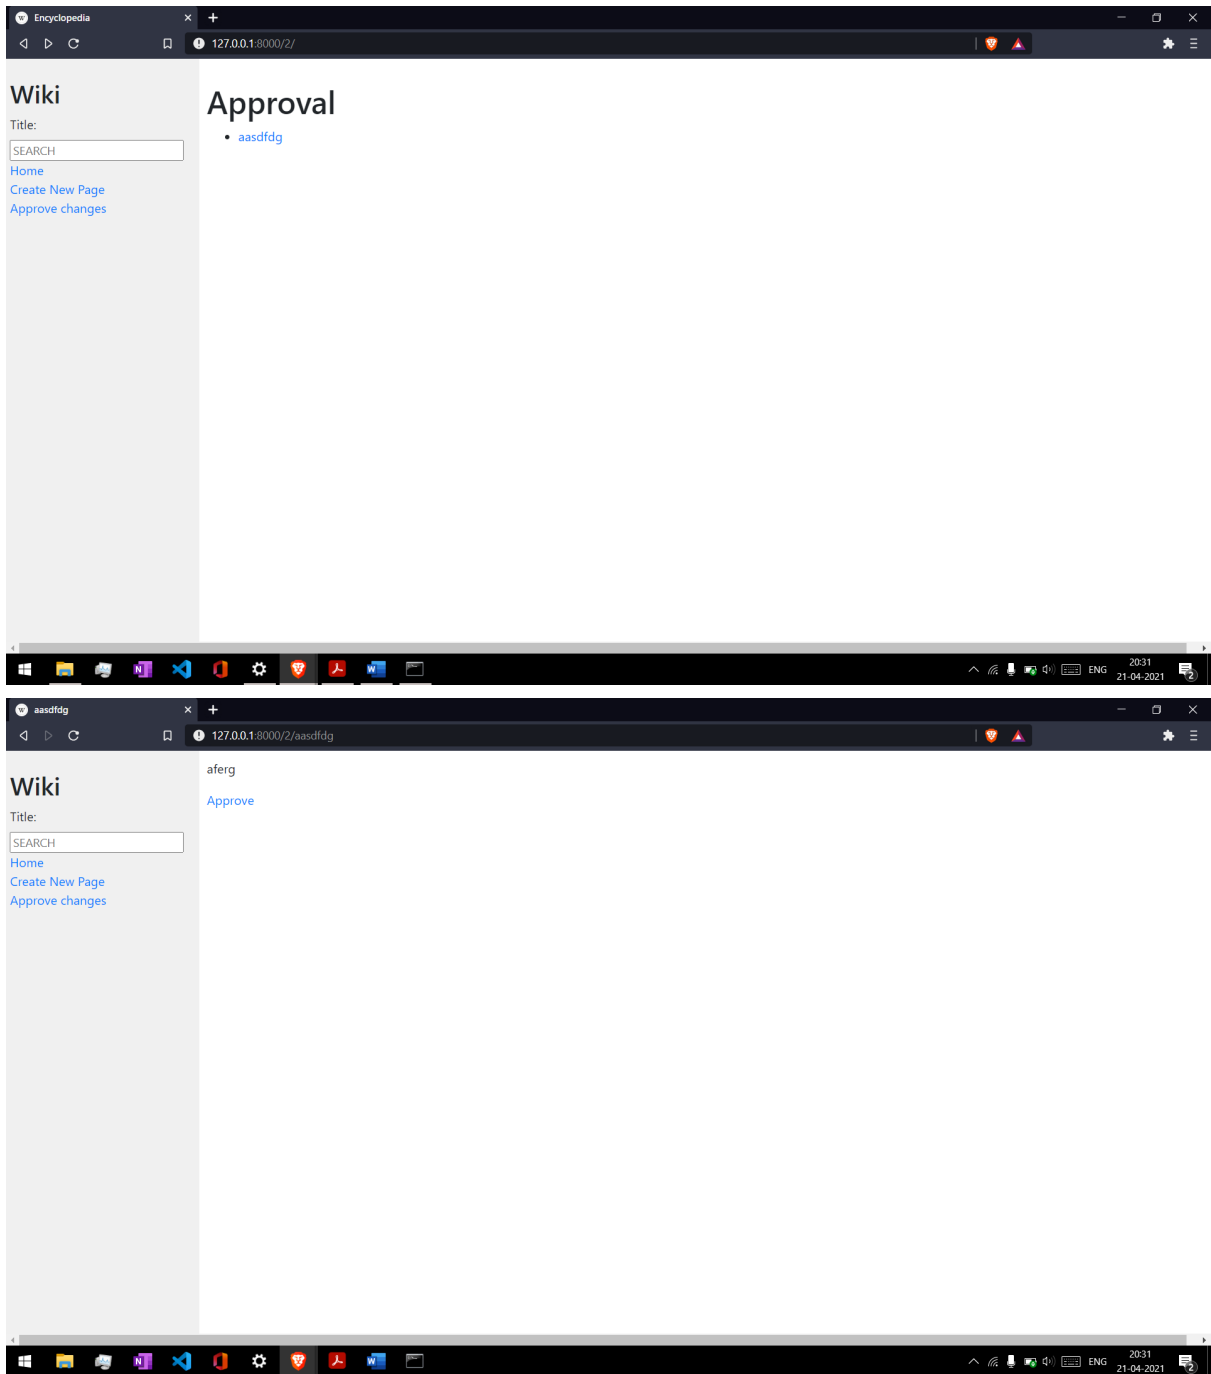 Encyclopedia
127.0.0.1:8000/2/
Wiki
Title:
SEARCH
Home
Create New Page
Approve changes
Approval
aasdfdg
ENG
20:31
21-04-2021
2
aasdfdg
127.0.0.1:8000/2/aasdfdg
Wiki
Title:
SEARCH
Home
Create New Page
Approve changes
aferg
Approve
ENG
20:31
21-04-2021
2